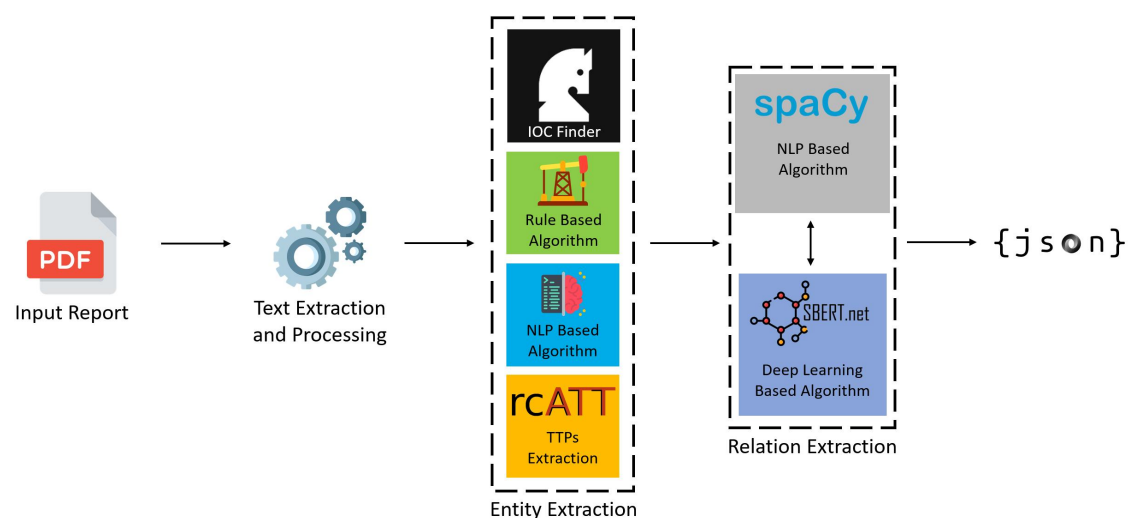 PDF
Input Report
Text Extraction
and Processing
IOC Finder
Rule Based
Algorithm
NLP Based
Algorithm
rcATT
TTPs
Extraction
Entity Extraction
spaCy
NLP Based
Algorithm
SBERT.net
Deep Learning
Based Algorithm
Relation Extraction
{json}